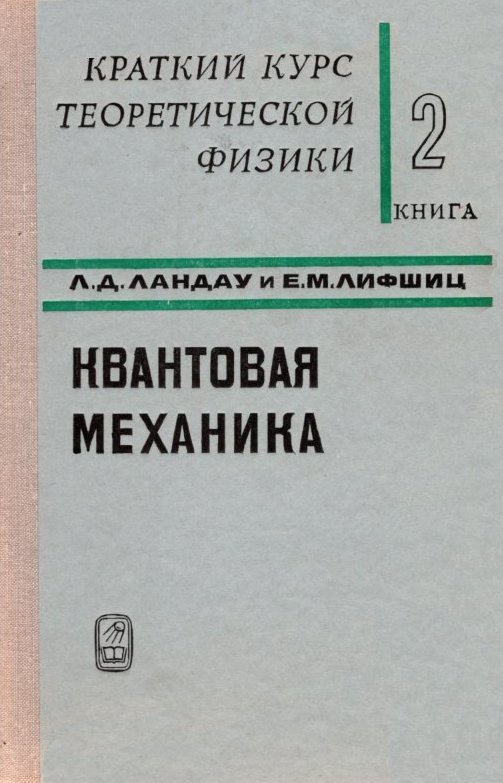 КРАТКИЙ КУРС
ТЕОРЕТИЧЕСКОЙ
ФИЗИКИ
2
КНИГА
Л.Д.ЛАНДАУ И Е.М.ЛИФШИЦ
КВАНТОВАЯ
МЕХАНИКА